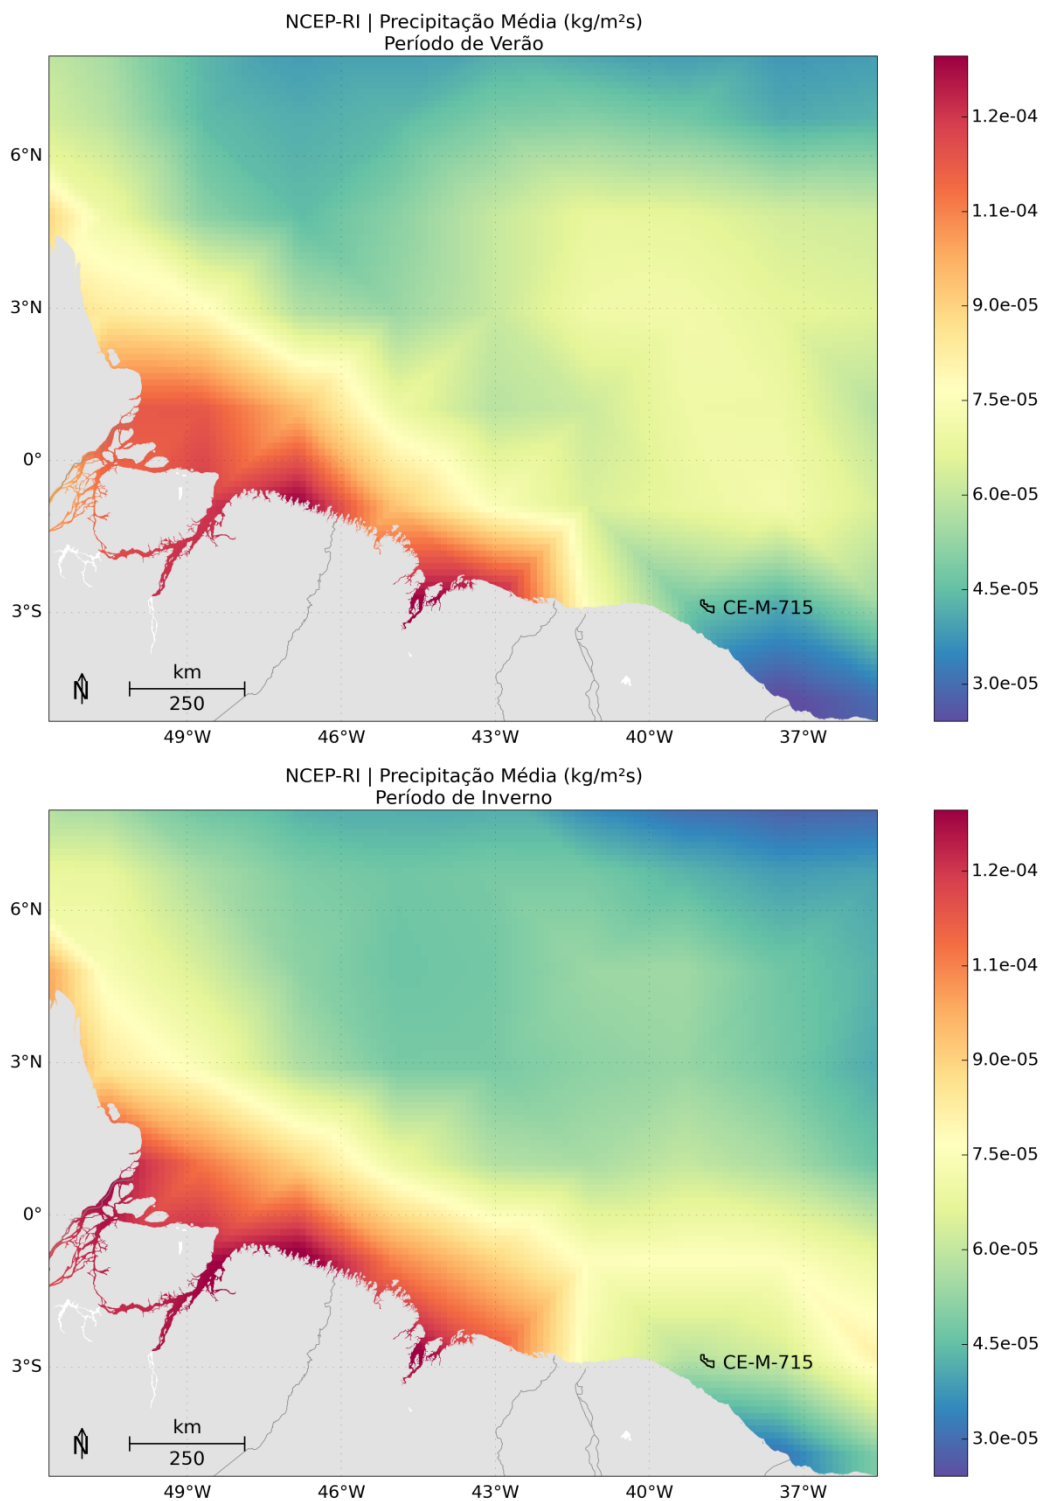 NCEP-RI | Precipitação Média (kg/m²s)
Período de Verão
1.2e-04
6°N
1.1e-04
3°N
9.0e-05
7.5e-05
0°
6.0e-05
4.5e-05
3°S
CE-M-715
km
N
250
3.0e-05
49°W 46°W 43°W 40°W 37°W
NCEP-RI | Precipitação Média (kg/m²s)
Período de Inverno
1.2e-04
6°N
1.1e-04
3°N
9.0e-05
7.5e-05
0°
6.0e-05
4.5e-05
3°S
CE-M-715
km
N
250
3.0e-05
49°W 46°W 43°W 40°W 37°W